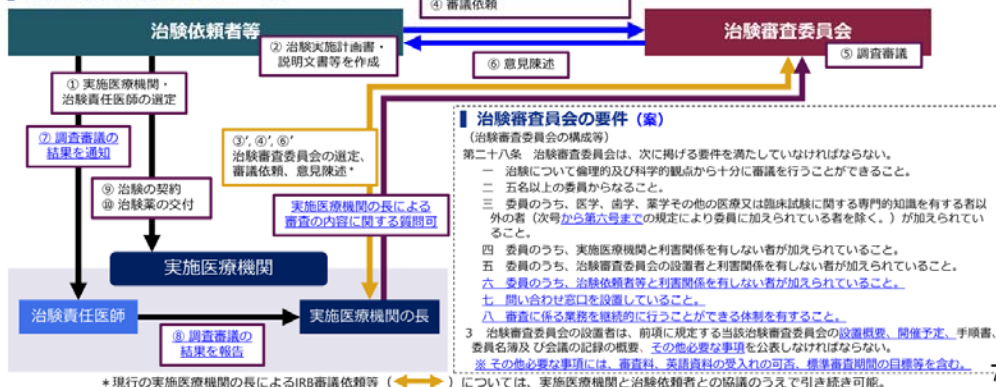 ④ 審議依頼
治験依頼者等
治験審査委員会
② 治験実施計画書・
説明文書等を作成
⑤ 調査審議
⑥ 意見陳述
① 実施医療機関・
治験責任医師の選定
⑦ 調査審議の
結果を通知
③’, ④’, ⑥’
治験審査委員会の選定、
審議依頼、意見陳述*
⑨ 治験の契約
⑩ 治験薬の交付
実施医療機関の長による
審査の内容に関する質問可
実施医療機関
治験責任医師
実施医療機関の長
⑧ 調査審議の
結果を報告
治験審査員会の要件（案）
（治験審査委員会の構成等）
第二十八条　治験審査委員会は、次に掲げる要件を満たしていなければならない。
一　治験について倫理的及び科学的観点から十分に審議を行うことができること。
二　五名以上の委員からなること。
三　委員のうち、医学、歯学、薬学その他の医療又は臨床試験に関する専門的知識を有する者以
外の者（次号から第六号までの規定により委員に加えられている者を除く。）が加えられてい
ること。
四　委員のうち、実施医療機関と利害関係を有しない者が加えられていること。
五　委員のうち、治験審査委員会の設置者と利害関係を有しない者が加えられていること。
六　委員のうち、治験依頼者等と利害関係を有しない者が加えられていること。
七　問い合わせ窓口を設置していること。
八　審査に係る業務を継続的に行うことができる体制を有すること。
3　治験審査委員会の設置者は、前項に規定する当該治験審査委員会の設置概要、開催予定、手順書、
委員名簿及び会議の記録の概要、その他必要な事項を公表しなければならない。
※ その他必要な事項には、審査料、英語資料の受入れの可否、標準審査期間の目標等を含む。
*現行の実施医療機関の長によるIRB審議依頼等（　）については、実施医療機関と治験依頼者との協議のうえで引き続き可能。